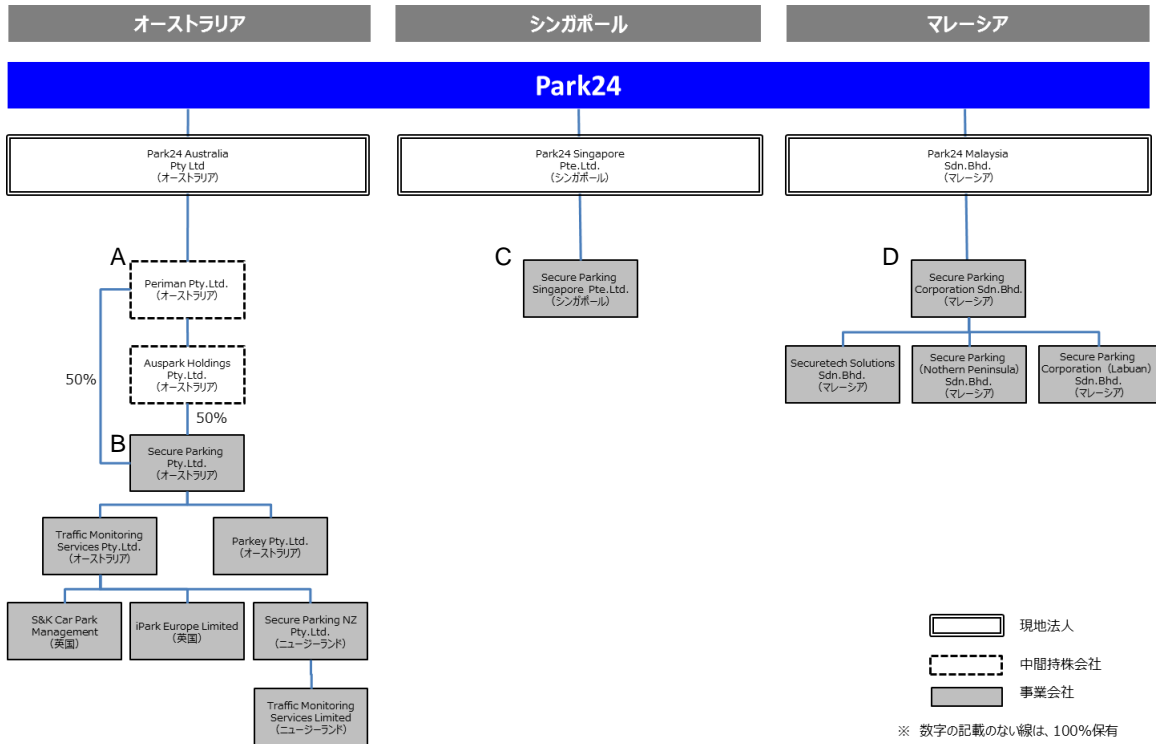 オーストラリア
シンガポール
マレーシア
Park24
Park24 Australia
Pty Ltd
(オーストラリア)
Park24 Singapore
Pte.Ltd.
(シンガポール)
Park24 Malaysia
Sdn.Bhd.
(マレーシア)
A
Periman Pty.Ltd.
(オーストラリア)
C
Secure Parking
Singapore Pte.Ltd.
(シンガポール)
D
Secure Parking
Corporation Sdn.Bhd.
(マレーシア)
50%
Auspark Holdings
Pty.Ltd.
(オーストラリア)
50%
Securetech Solutions
Sdn.Bhd.
(マレーシア)
Secure Parking
(Nothern Peninsula)
Sdn.Bhd.
(マレーシア)
Secure Parking
Corporation (Labuan)
Sdn.Bhd.
(マレーシア)
B
Secure Parking
Pty.Ltd.
(オーストラリア)
Traffic Monitoring
Services Pty.Ltd.
(オーストラリア)
Parkey Pty.Ltd.
(オーストラリア)
S&K Car Park
Management
(英国)
iPark Europe Limited
(英国)
Secure Parking NZ
Pty.Ltd.
(ニュージーランド)
Traffic Monitoring
Services Limited
(ニュージーランド)
現地法人
中間持株会社
事業会社
※ 数字の記載のない線は、100%保有